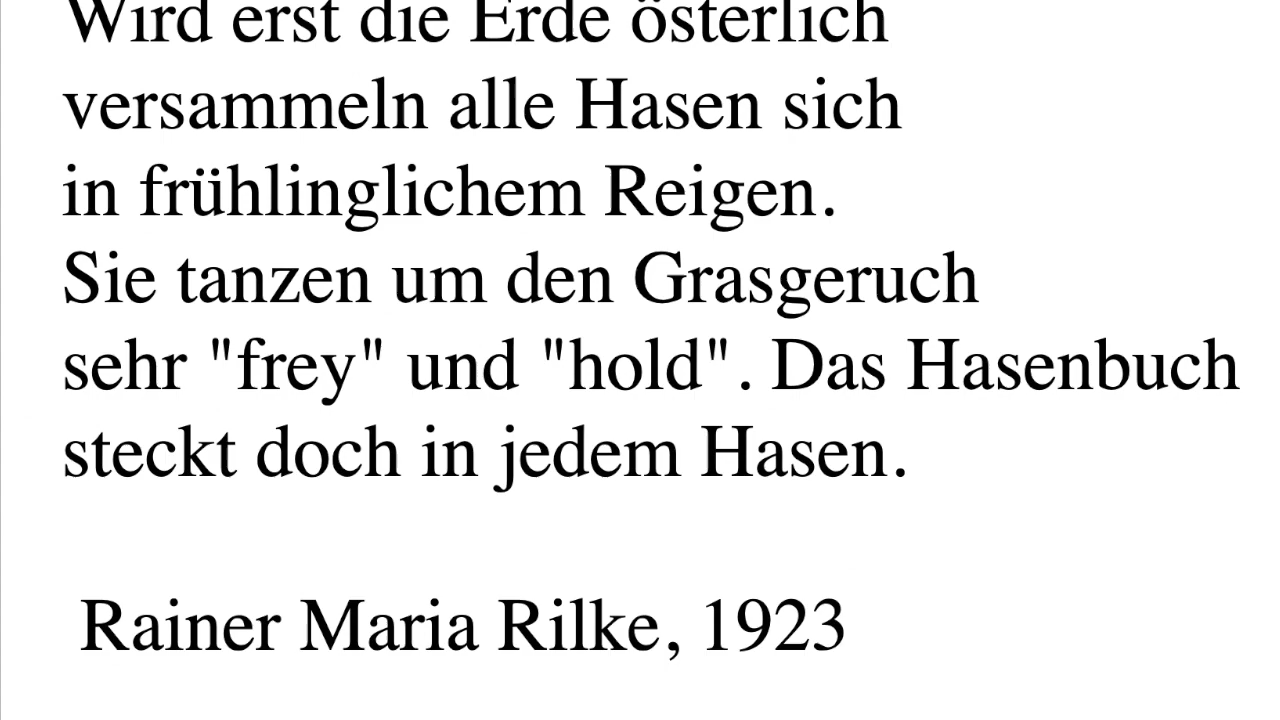 Wird erst die Erde österlich
versammeln alle Hasen sich
in frühlinglichem Reigen.
Sie tanzen um den Grasgeruch
sehr "frey" und "hold". Das Hasenbuch
steckt doch in jedem Hasen.
Rainer Maria Rilke, 1923